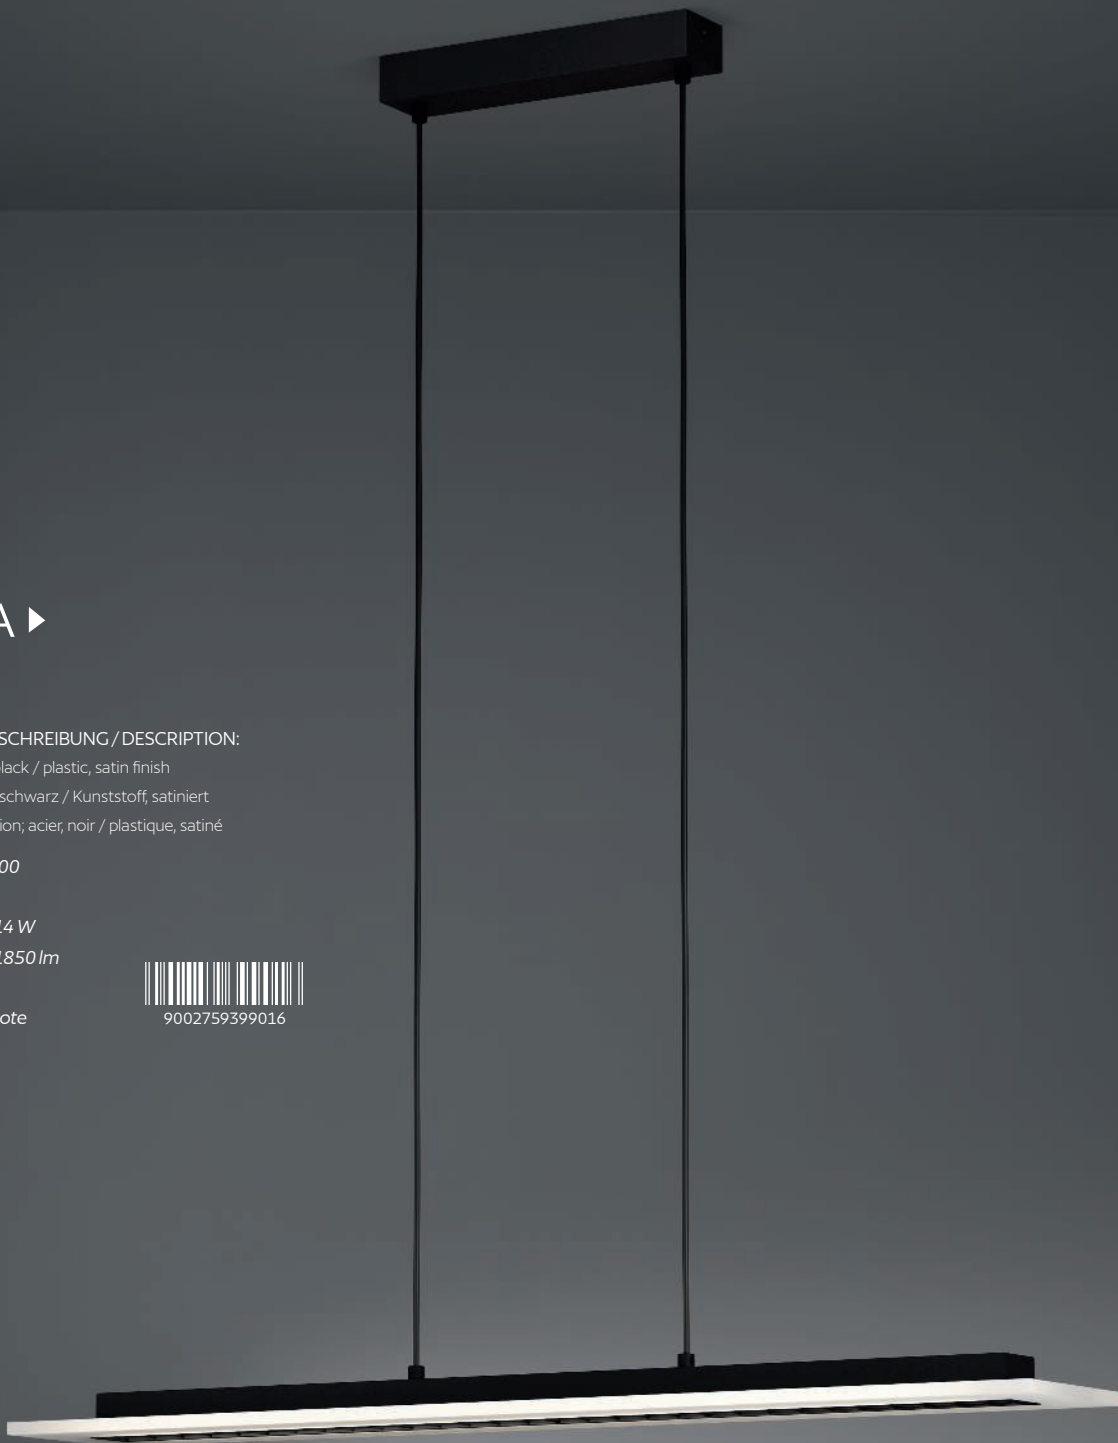 A
SCHREIBUNG / DESCRIPTION:
lack / plastic, satin finish
schwarz / Kunststoff, satiniert
ion; acier, noir / plastique, satiné
00
14 W
1850 lm
ote
9002759399016